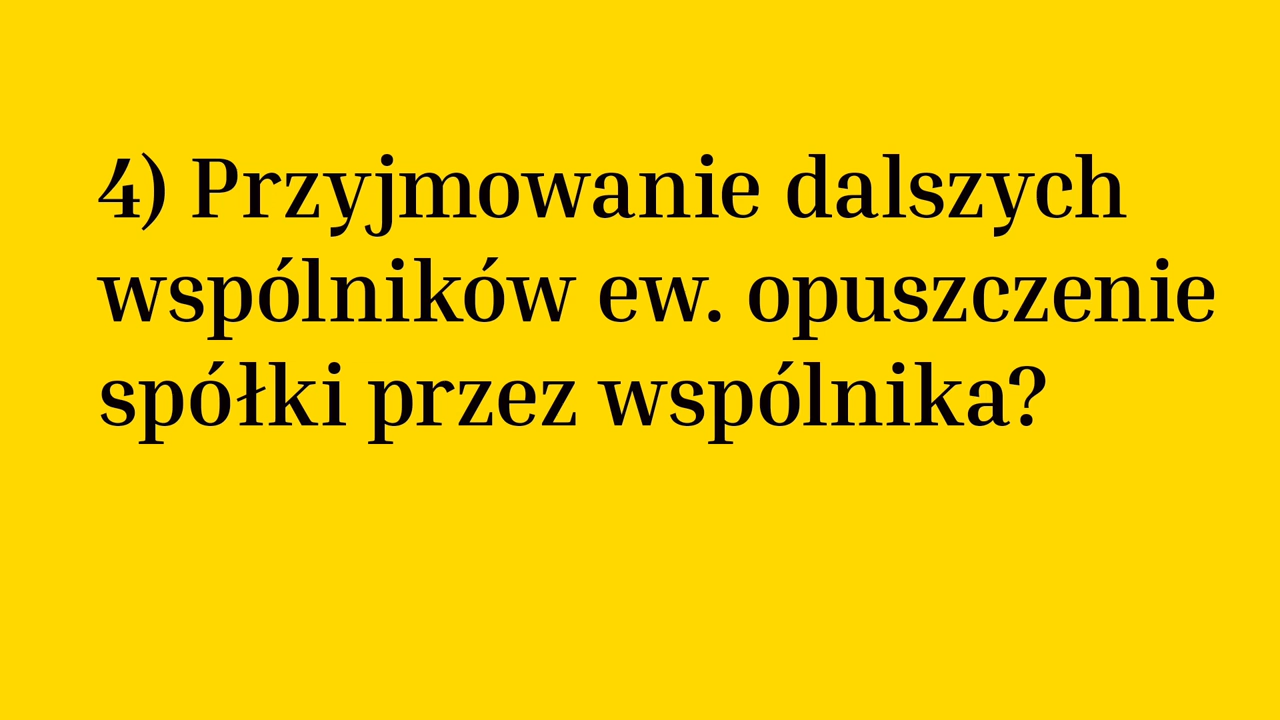 4) Przyjmowanie dalszych
wspólników ew. opuszczenie
spółki przez wspólnika?